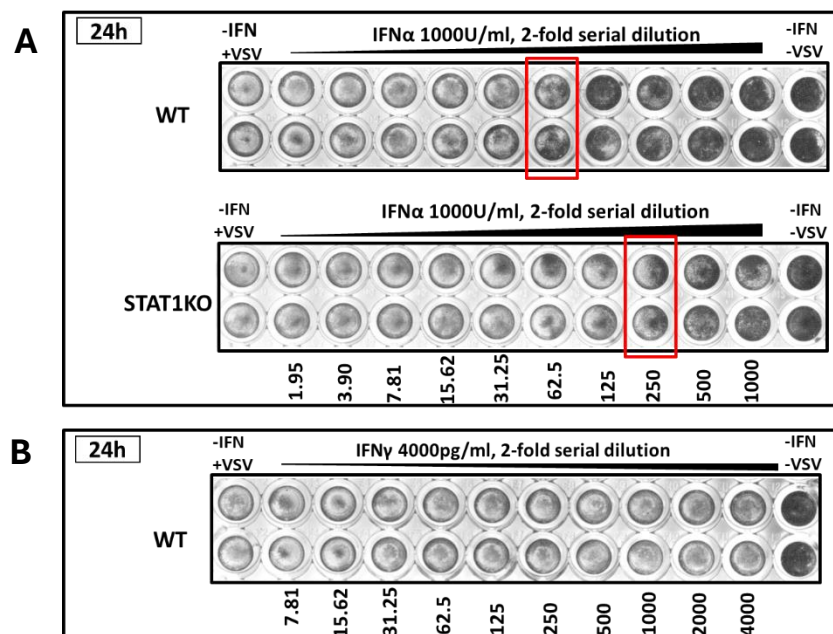 A
24h
-IFN
+VSV
IFNα 1000U/ml, 2-fold serial dilution
-IFN
-VSV
WT
-IFN
+VSV
IFNα 1000U/ml, 2-fold serial dilution
-IFN
-VSV
STAT1KO
1.95 3.90 7.81 15.62 31.25 62.5 125 250 500 1000
B
24h
-IFN
+VSV
IFNγ 4000pg/ml, 2-fold serial dilution
-IFN
-VSV
WT
7.81 15.62 31.25 62.5 125 250 500 1000 2000 4000